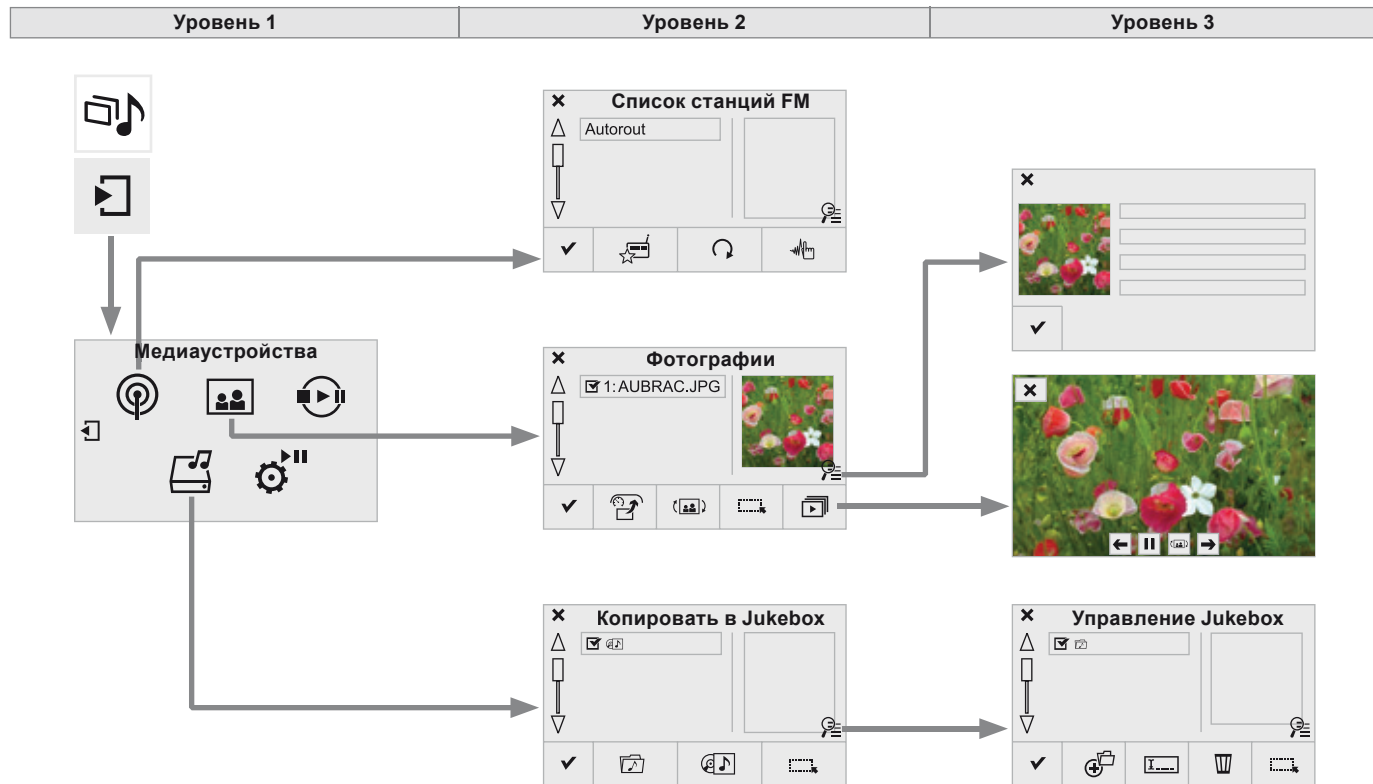 Уровень 1
Уровень 2
Уровень 3
Список станций FM
Autorout
Медиаустройства
Фотографии
1: AUBRAC.JPG
Копировать в Jukebox
Управление Jukebox